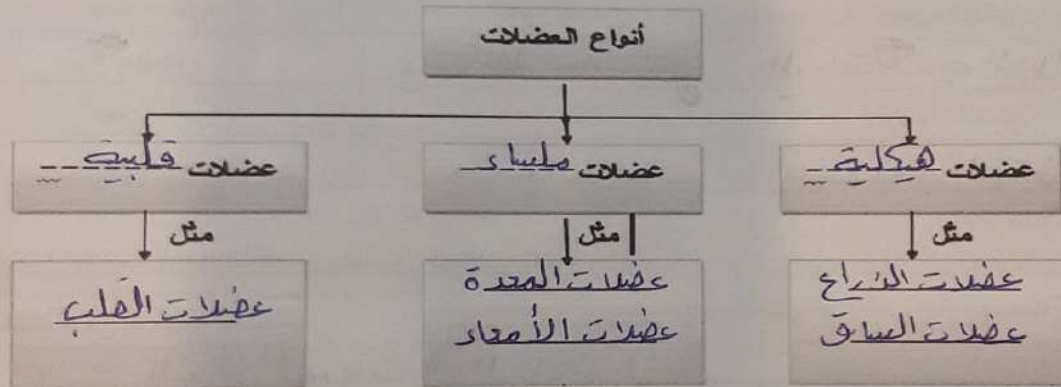 أنواع العضلات
عضلات هيكلية
عضلات ملساء
عضلات قلبية
مثل
مثل
مثل
عضلات الذراع
عضلات الساق
عضلات المعدة
عضلات الأمعاء
عضلات القلب